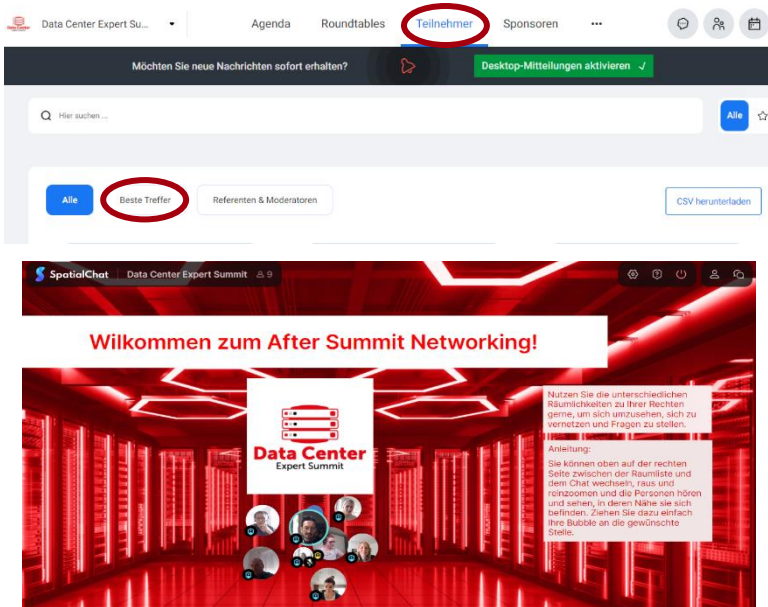 Data Center Expert Su...
Agenda
Roundtables
Teilnehmer
Sponsoren
Möchten Sie neue Nachrichten sofort erhalten?
Desktop-Mitteilungen aktivieren
Hier suchen ...
Alle
Alle
Beste Treffer
Referenten & Moderatoren
CSV herunterladen
SpatialChat
Data Center Expert Summit
9
Wilkommen zum After Summit Networking!
Data Center
Expert Summit
Nutzen Sie die unterschiedlichen
Räumlichkeiten zu Ihrer Rechten
gerne, um sich umzusehen, sich zu
vernetzen und Fragen zu stellen.
Anleitung:
Sie können oben auf der rechten
Seite zwischen der Raumliste und
dem Chat wechseln, raus und
reinzoomen und die Personen hören
und sehen, in deren Nähe sie sich
befinden. Ziehen Sie dazu einfach
Ihre Bubble an die gewünschte
Stelle.